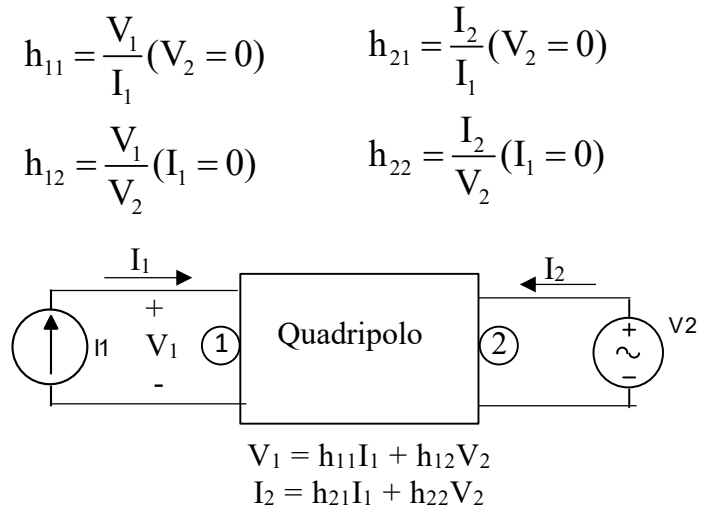 h₁₁ = V₁/I₁ (V₂ = 0) h₂₁ = I₂/I₁ (V₂ = 0)
h₁₂ = V₁/V₂ (I₁ = 0) h₂₂ = I₂/V₂ (I₁ = 0)
I₁ I₂
+ +
I1 V₁ 1 Quadripolo 2 V2
- −
V₁ = h₁₁I₁ + h₁₂V₂
I₂ = h₂₁I₁ + h₂₂V₂